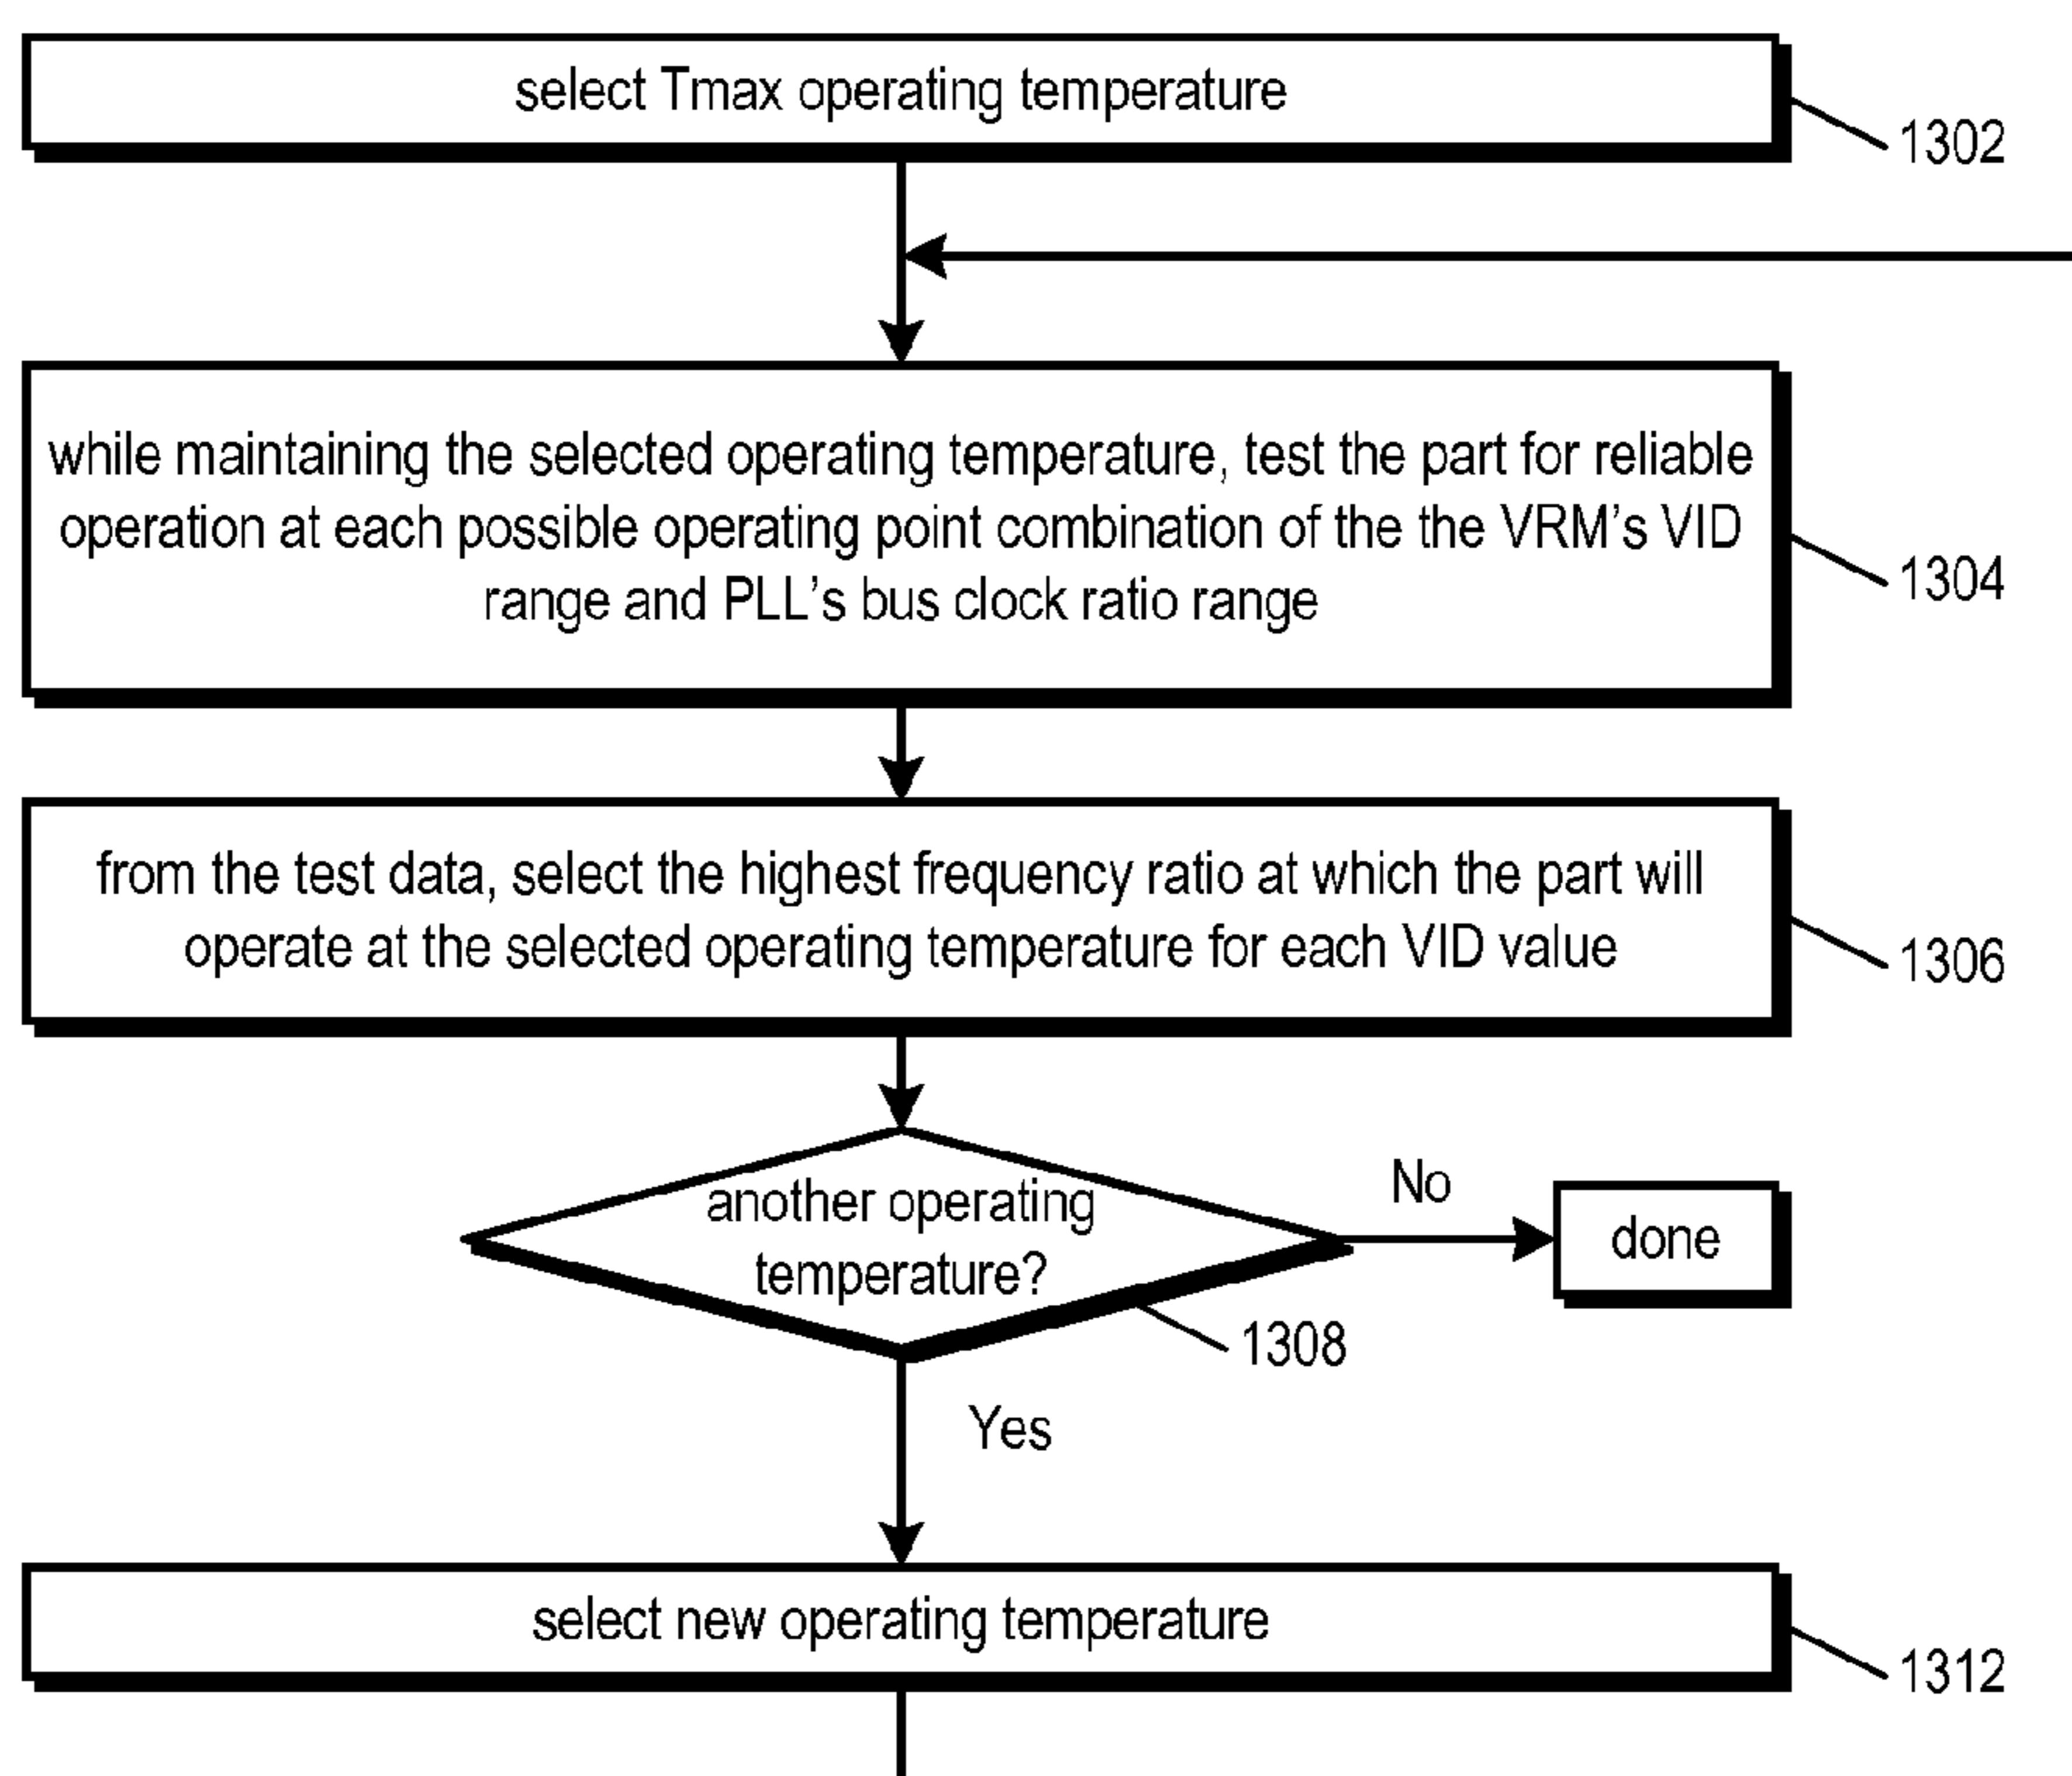 select Tmax operating temperature
1302
while maintaining the selected operating temperature, test the part for reliable
operation at each possible operating point combination of the the VRM's VID
range and PLL's bus clock ratio range
1304
from the test data, select the highest frequency ratio at which the part will
operate at the selected operating temperature for each VID value
1306
another operating
temperature?
No
done
1308
Yes
select new operating temperature
1312